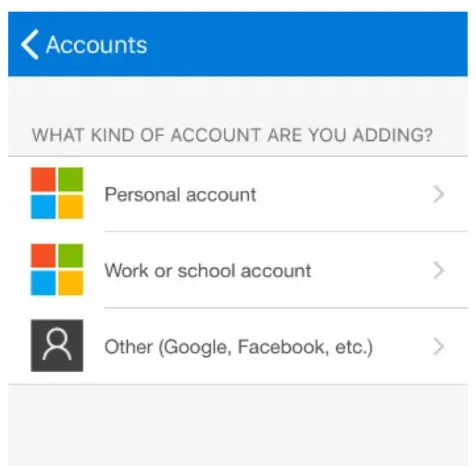 Accounts
WHAT KIND OF ACCOUNT ARE YOU ADDING?
Personal account
Work or school account
Other (Google, Facebook, etc.)